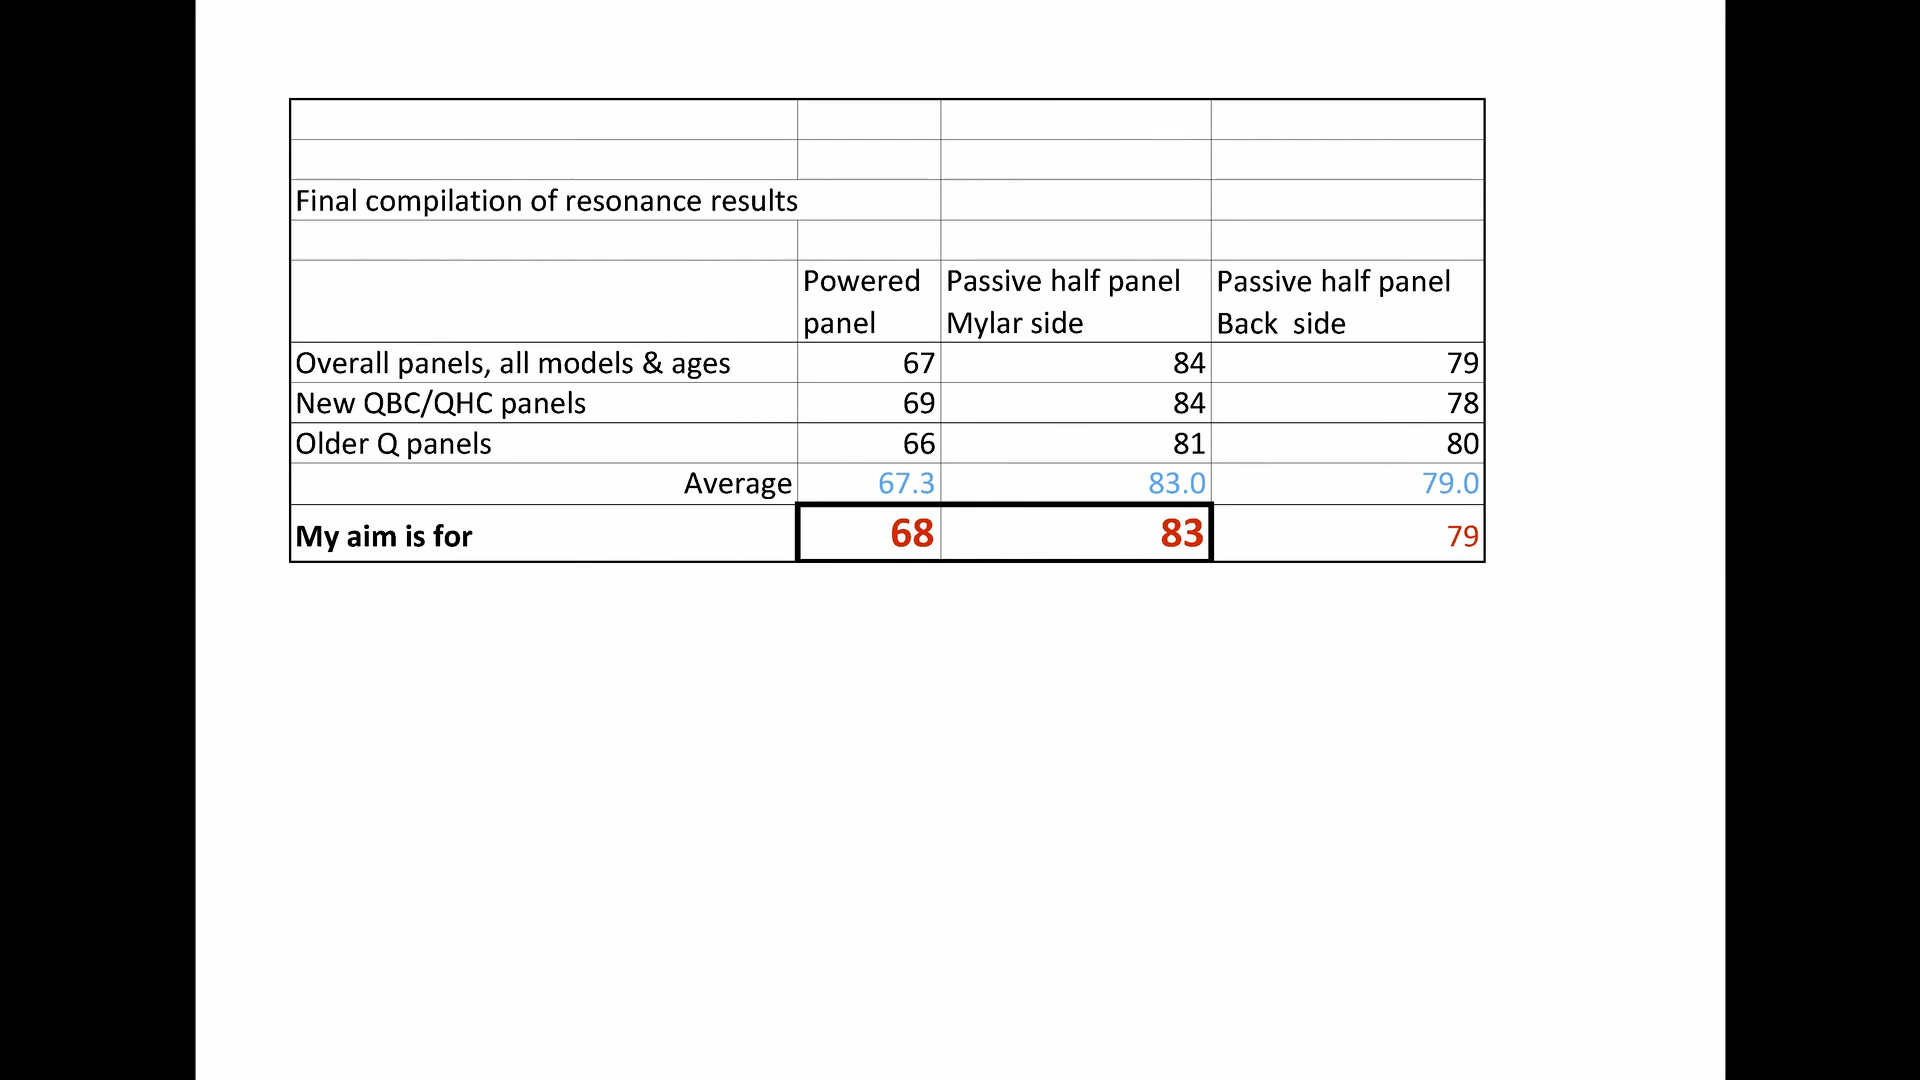 Final compilation of resonance results
Powered panel Passive half panel Mylar side Passive half panel Back  side
Overall panels, all models & ages 67 84 79
New QBC/QHC panels 69 84 78
Older Q panels 66 81 80
Average 67.3 83.0 79.0
My aim is for 68 83 79